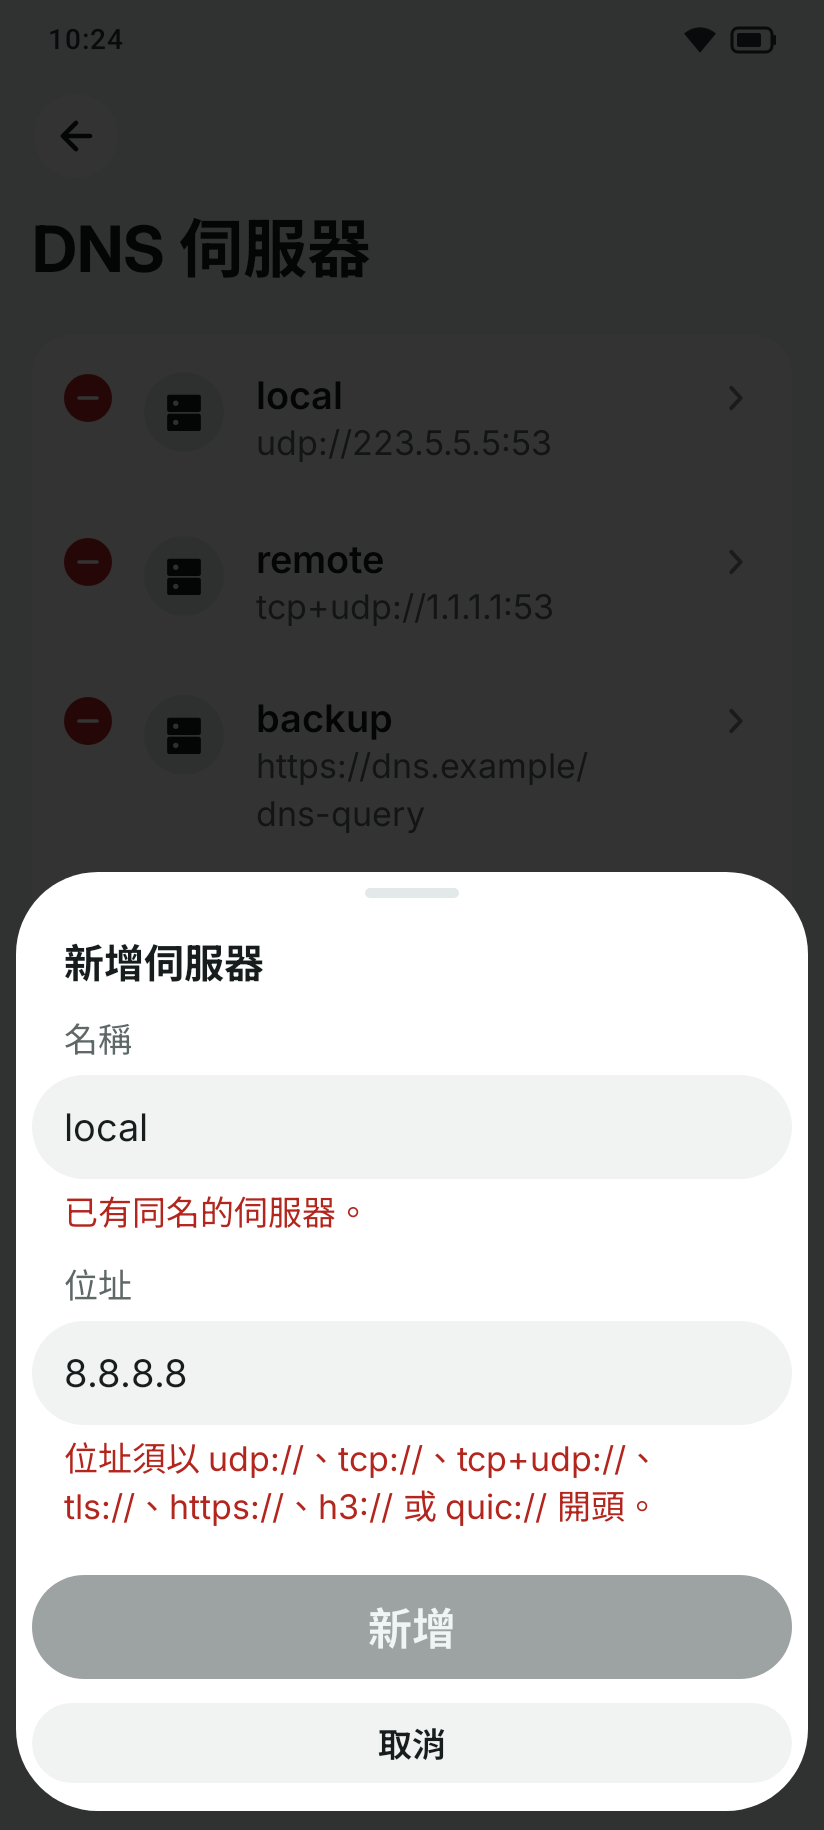 10:24
DNS 伺服器
local
udp://223.5.5.5:53
remote
tcp+udp://1.1.1.1:53
backup
https://dns.example/
dns-query
新增伺服器
名稱
local
已有同名的伺服器。
位址
8.8.8.8
位址須以 udp://、tcp://、tcp+udp://、
tls://、https://、h3:// 或 quic:// 開頭。
新增
取消